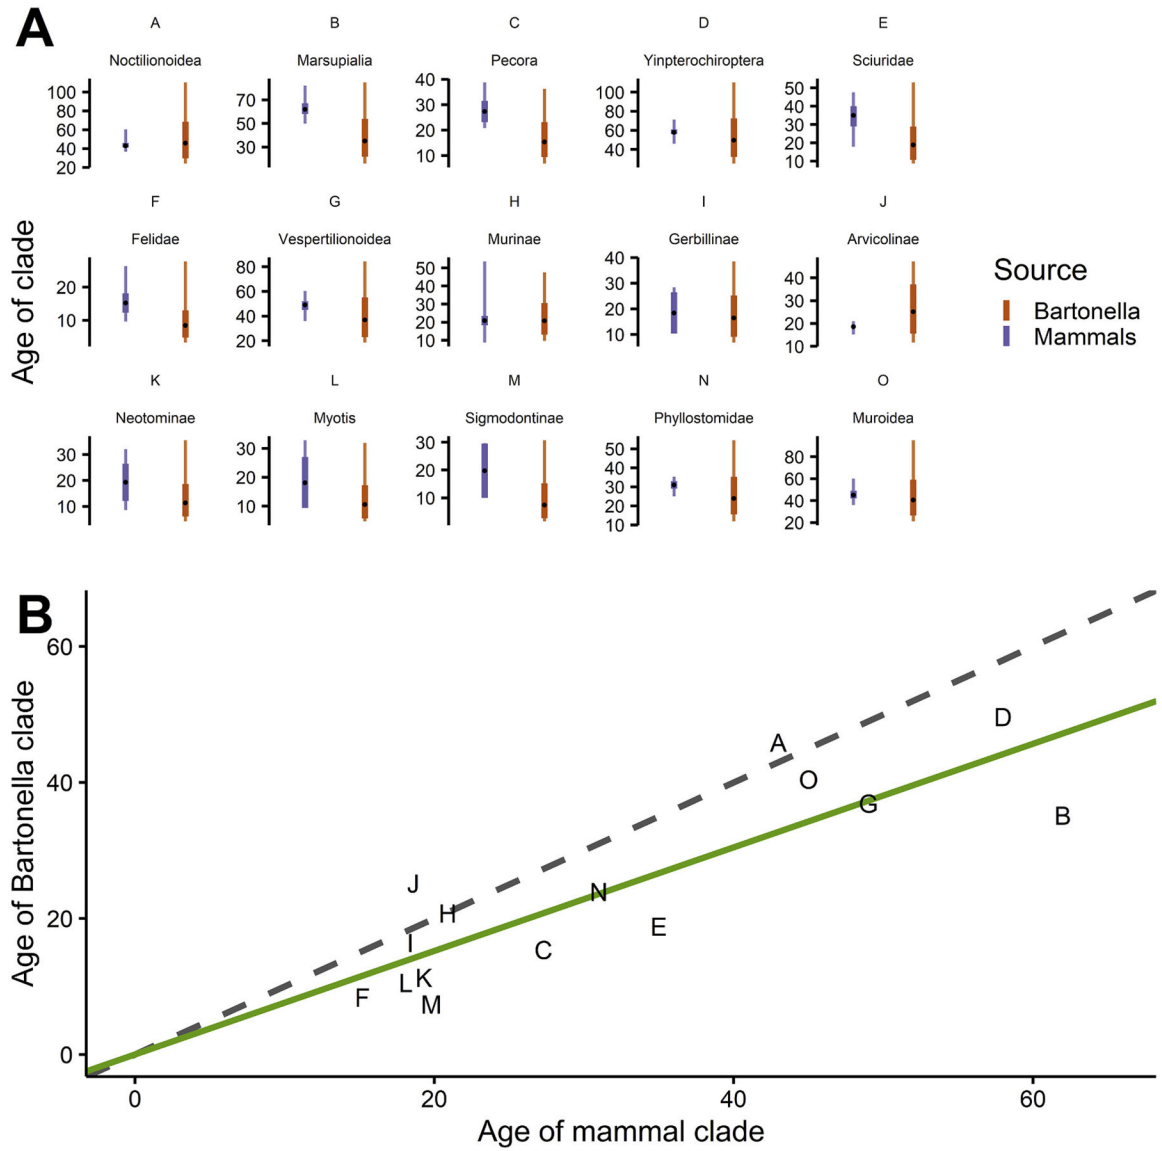 A
A B C D E
Noctilionoidea Marsupialia Pecora Yinpterochiroptera Sciuridae
100 80 60 40 20
70 50 30
40 30 20 10
100 80 60 40
50 40 30 20 10
F G H I J
Felidae Vespertilionoidea Murinae Gerbillinae Arvicolinae
20 10
80 60 40 20
50 40 30 20 10
40 30 20 10
40 30 20 10
K L M N O
Neotominae Myotis Sigmodontinae Phyllostomidae Muroidea
30 20 10
30 20 10
30 20 10
50 40 30 20 10
80 60 40 20
Age of clade
Source
Bartonella
Mammals
B
Age of Bartonella clade
60
40
20
0
A
D
O
G
B
J
H
N
E
I
C
K
L
F
M
0 20 40 60
Age of mammal clade